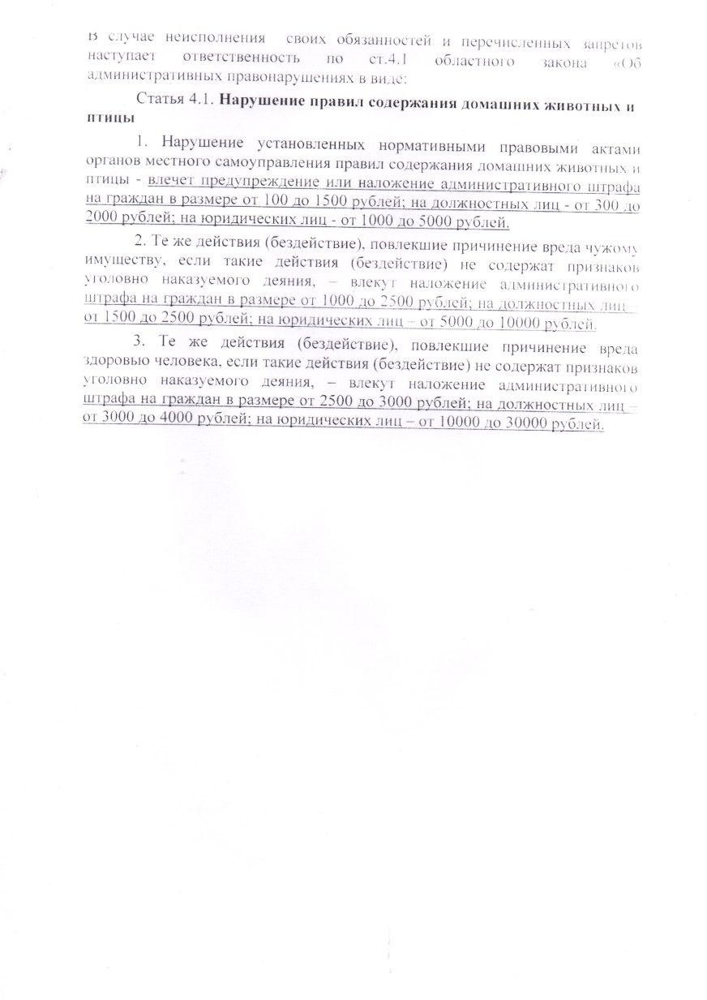 В случае неисполнения своих обязанностей и перечисленных запретов
наступает ответственность по ст.4.1 областного закона «Об
административных правонарушениях в виде:
Статья 4.1. Нарушение правил содержания домашних животных и
птицы
1. Нарушение установленных нормативными правовыми актами
органов местного самоуправления правил содержания домашних животных и
птицы - влечет предупреждение или наложение административного штрафа
на граждан в размере от 100 до 1500 рублей; на должностных лиц - от 300 до
2000 рублей; на юридических лиц - от 1000 до 5000 рублей.
2. Те же действия (бездействие), повлекшие причинение вреда чужому
имуществу, если такие действия (бездействие) не содержат признаков
уголовно наказуемого деяния, – влекут наложение административного
штрафа на граждан в размере от 1000 до 2500 рублей; на должностных лиц –
от 1500 до 2500 рублей; на юридических лиц – от 5000 до 10000 рублей.
3. Те же действия (бездействие), повлекшие причинение вреда
здоровью человека, если такие действия (бездействие) не содержат признаков
уголовно наказуемого деяния, – влекут наложение административного
штрафа на граждан в размере от 2500 до 3000 рублей; на должностных лиц –
от 3000 до 4000 рублей; на юридических лиц – от 10000 до 30000 рублей.